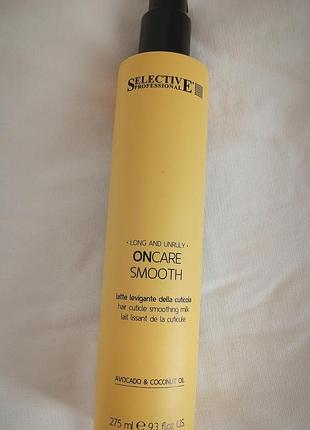 SELECTIVE
PROFESSIONAL
• LONG AND UNRULY •
ONCARE
SMOOTH
latte levigante della cuticola
hair cuticle smoothing milk
lait lissant de la cuticule
AVOCADO & COCONUT OIL
275 ml ℮ 9.3 fl.oz. US